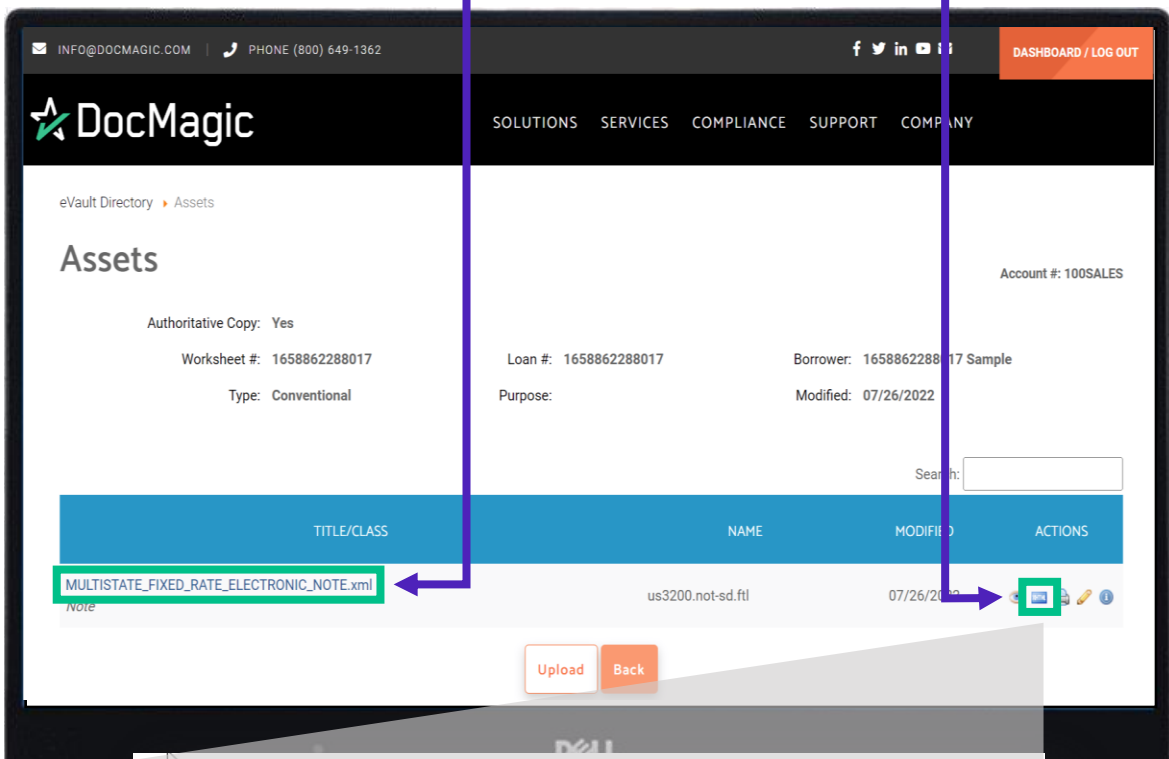 INFO@DOCMAGIC.COM | PHONE (800) 649-1362
DASHBOARD / LOG OUT
DocMagic
SOLUTIONS SERVICES COMPLIANCE SUPPORT COMPANY
eVault Directory Assets
Assets
Account #: 100SALES
Authoritative Copy: Yes
Worksheet #: 1658862288017 Loan #: 1658862288017 Borrower: 1658862288017 Sample
Type: Conventional Purpose: Modified: 07/26/2022
Search:
TITLE/CLASS NAME MODIFIED ACTIONS
MULTISTATE_FIXED_RATE_ELECTRONIC_NOTE.xml us3200.not-sd.ftl 07/26/2022
Note
Upload Back
DELL